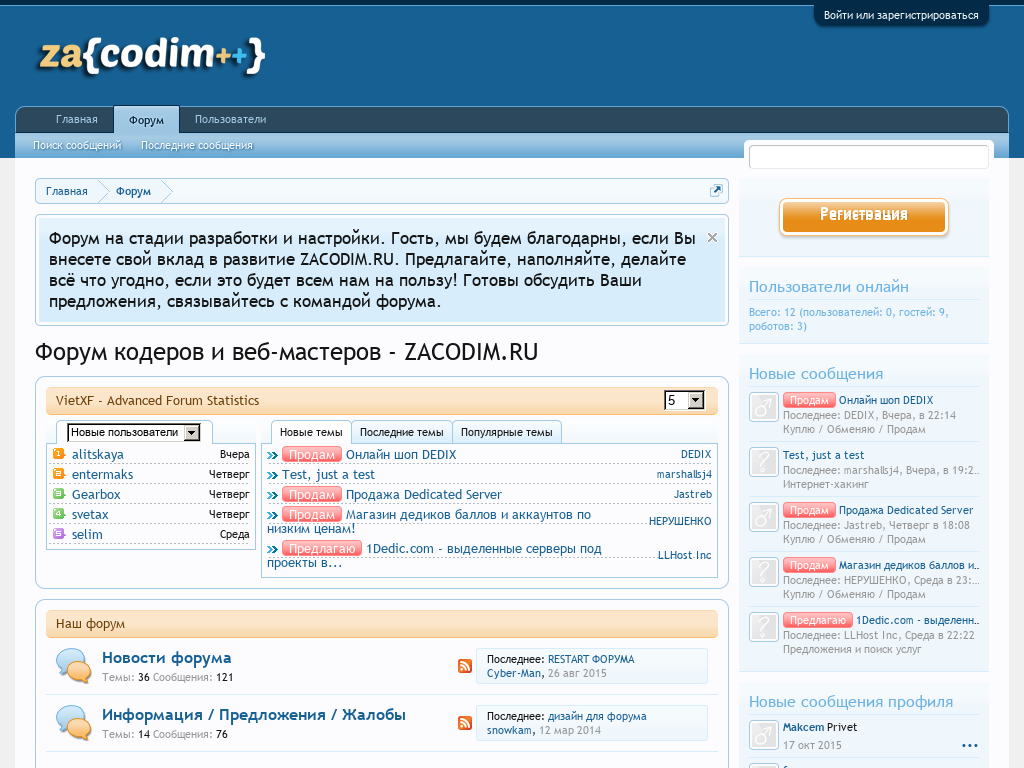 Войти или зарегистрироваться
za{codim++}
Главная Форум Пользователи
Поиск сообщений Последние сообщения
Главная Форум
Форум на стадии разработки и настройки. Гость, мы будем благодарны, если Вы
внесете свой вклад в развитие ZACODIM.RU. Предлагайте, наполняйте, делайте
всё что угодно, если это будет всем нам на пользу! Готовы обсудить Ваши
предложения, связывайтесь с командой форума.
Форум кодеров и веб-мастеров - ZACODIM.RU
VietXF - Advanced Forum Statistics 5
Новые пользователи
1 alitskaya Вчера
2 entermaks Четверг
3 Gearbox Четверг
4 svetax Четверг
5 selim Среда
Новые темы Последние темы Популярные темы
Продам Онлайн шоп DEDIX DEDIX
Test, just a test marshallsj4
Продам Продажа Dedicated Server Jastreb
Продам Магазин дедиков баллов и аккаунтов по
низким ценам! НЕРУШЕНКО
Предлагаю 1Dedic.com - выделенные серверы под
проекты в... LLHost Inc
Наш форум
Новости форума
Темы: 36 Сообщения: 121
Последнее: RESTART ФОРУМА
Cyber-Man, 26 авг 2015
Информация / Предложения / Жалобы
Темы: 14 Сообщения: 76
Последнее: дизайн для форума
snowkam, 12 мар 2014
Регистрация
Пользователи онлайн
Всего: 12 (пользователей: 0, гостей: 9,
роботов: 3)
Новые сообщения
Продам Онлайн шоп DEDIX
Последнее: DEDIX, Вчера, в 22:14
Куплю / Обменяю / Продам
Test, just a test
Последнее: marshallsj4, Вчера, в 19:2...
Интернет-хакинг
Продам Продажа Dedicated Server
Последнее: Jastreb, Четверг в 18:08
Куплю / Обменяю / Продам
Продам Магазин дедиков баллов и...
Последнее: НЕРУШЕНКО, Среда в 23:...
Куплю / Обменяю / Продам
Предлагаю 1Dedic.com - выделенн...
Последнее: LLHost Inc, Среда в 22:22
Предложения и поиск услуг
Новые сообщения профиля
Makcem Privet
17 окт 2015 •••